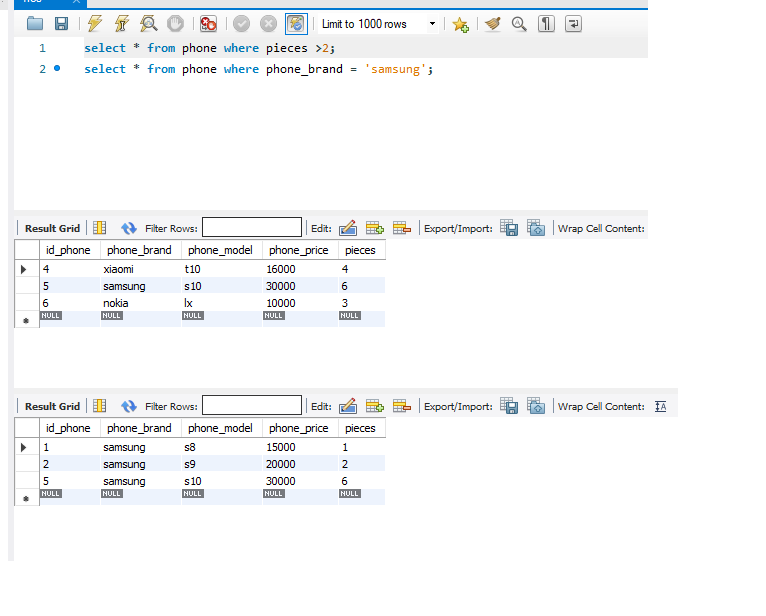 Limit to 1000 rows
1 select * from phone where pieces >2;
2 select * from phone where phone_brand = 'samsung';
Result Grid Filter Rows: Edit: Export/Import: Wrap Cell Content:
id_phone phone_brand phone_model phone_price pieces
4 xiaomi t10 16000 4
5 samsung s10 30000 6
6 nokia lx 10000 3
NULL NULL NULL NULL NULL
Result Grid Filter Rows: Edit: Export/Import: Wrap Cell Content:
id_phone phone_brand phone_model phone_price pieces
1 samsung s8 15000 1
2 samsung s9 20000 2
5 samsung s10 30000 6
NULL NULL NULL NULL NULL